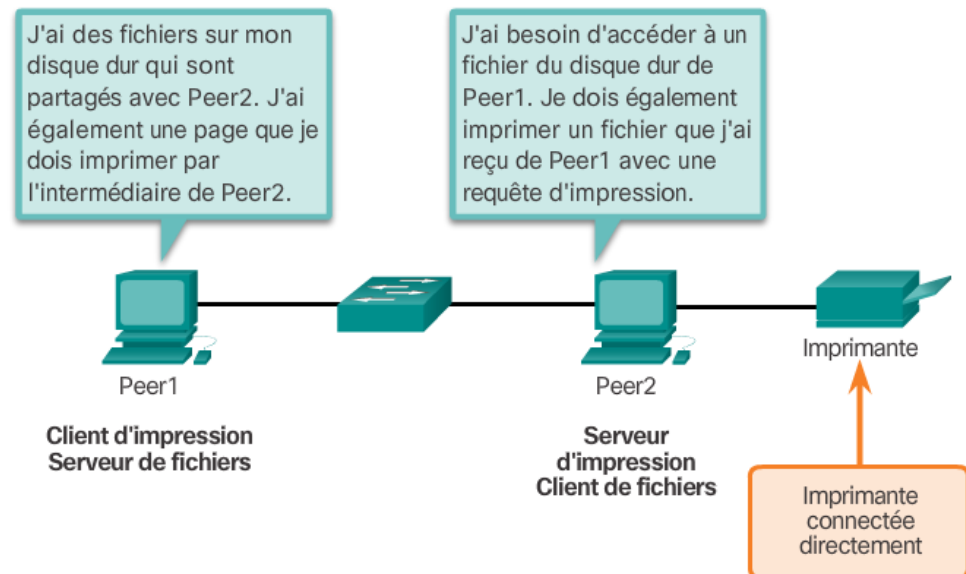 J'ai des fichiers sur mon
disque dur qui sont
partagés avec Peer2. J'ai
également une page que je
dois imprimer par
l'intermédiaire de Peer2.
J'ai besoin d'accéder à un
fichier du disque dur de
Peer1. Je dois également
imprimer un fichier que j'ai
reçu de Peer1 avec une
requête d'impression.
Peer1
Client d'impression
Serveur de fichiers
Peer2
Serveur
d'impression
Client de fichiers
Imprimante
Imprimante
connectée
directement